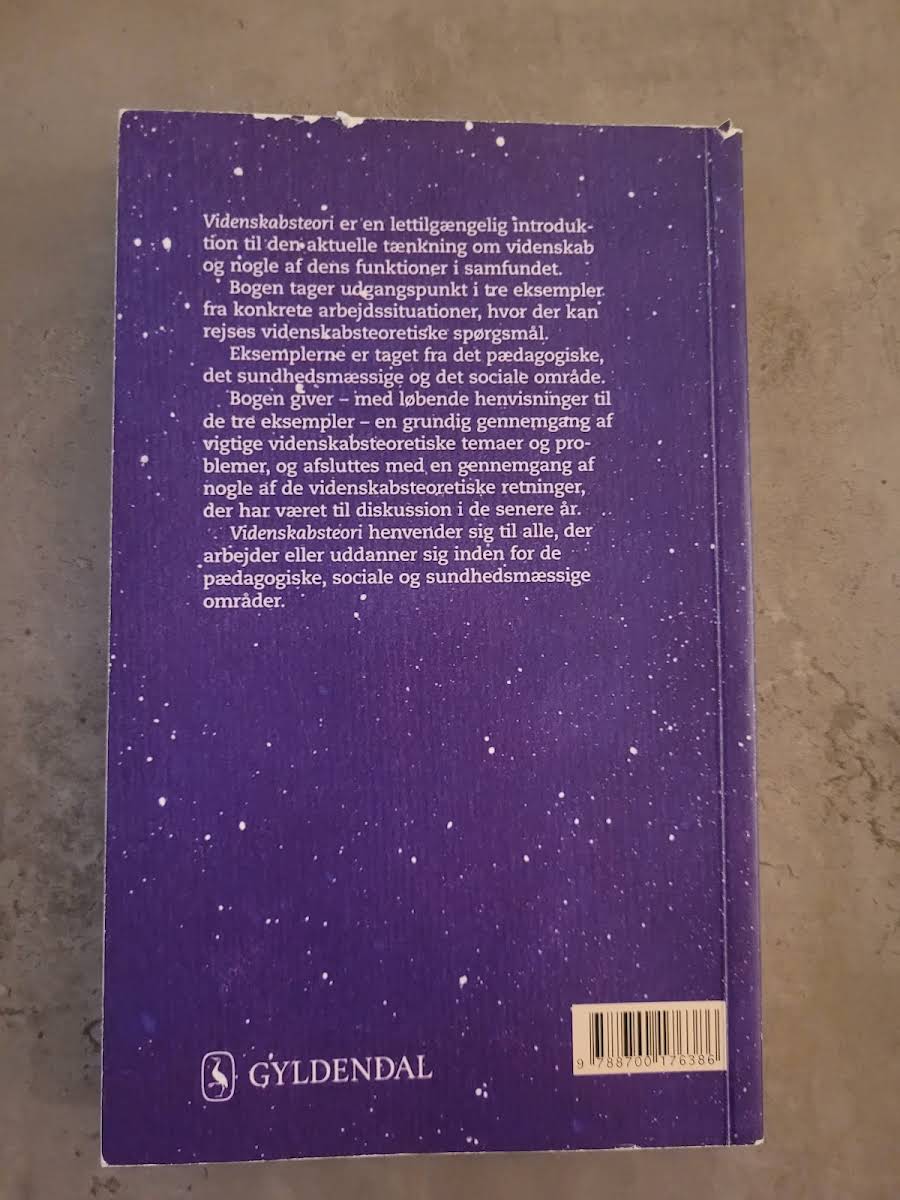 Videnskabsteori er en lettilgængelig introduk-
tion til den aktuelle tænkning om videnskab
og nogle af dens funktioner i samfundet.
Bogen tager udgangspunkt i tre eksempler
fra konkrete arbejdssituationer, hvor der kan
rejses videnskabsteoretiske spørgsmål.
Eksemplerne er taget fra det pædagogiske,
det sundhedsmæssige og det sociale område.
Bogen giver – med løbende henvisninger til
de tre eksempler – en grundig gennemgang af
vigtige videnskabsteoretiske temaer og pro-
blemer, og afsluttes med en gennemgang af
nogle af de videnskabsteoretiske retninger,
der har været til diskussion i de senere år.
Videnskabsteori henvender sig til alle, der
arbejder eller uddanner sig inden for de
pædagogiske, sociale og sundhedsmæssige
områder.
GYLDENDAL
9 788700 176386